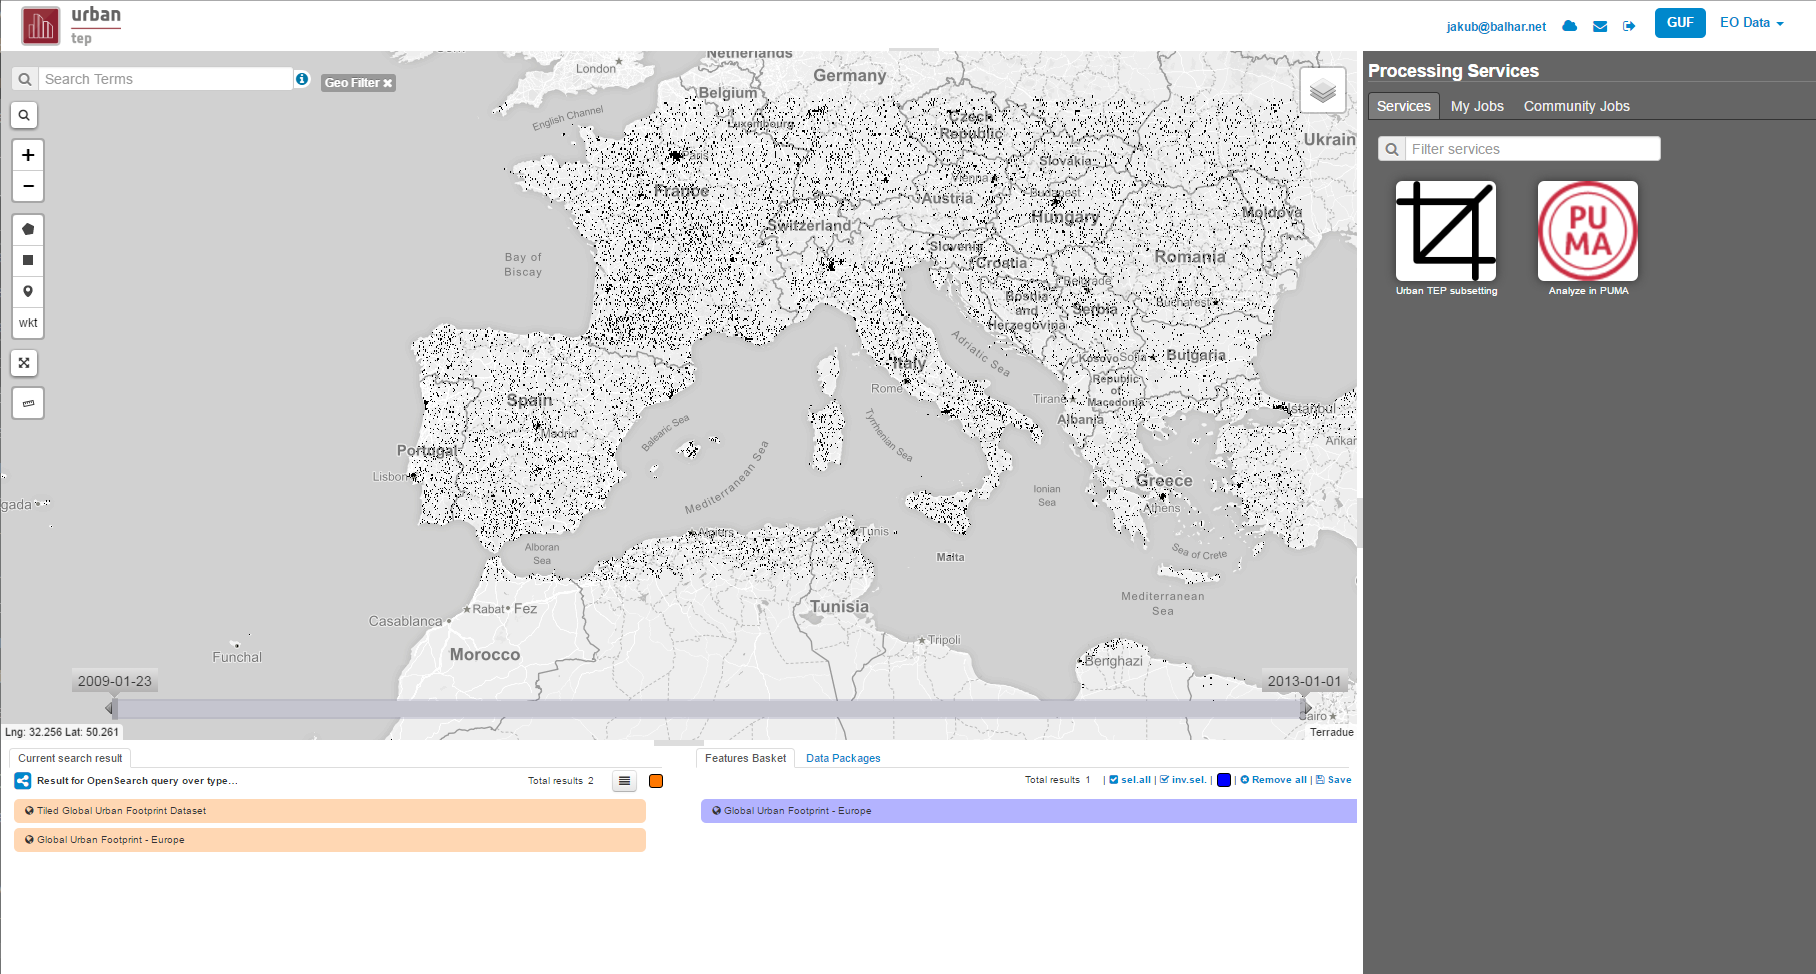 urban
tep
jakub@balhar.net
GUF
EO Data
Search Terms
Geo Filter
wkt
Netherlands
London
Germany
Belgium
English Channel
Luxembourg
Czech
Republic
Ukrain
Paris
Slovakia
France
Vienna
Budapest
Austria
Hungary
Moldova
Switzerland
Slovenia
Bay of
Biscay
Croatia
Romania
Belgrade
Bosnia
and
Herzegovina
Serbia
Bucharest
Adriatic Sea
Kosovo
Sofia
Bulgaria
Italy
Rome
Republic
of
Macedonia
Tirane
Albania
Istanbul
Ankar
Spain
Madrid
Balearic Sea
Tyrrhenian Sea
Portugal
Lisbon
Mediterranean Sea
Ionian
Sea
Greece
Athens
gada
Algiers
Tunis
Alboran
Sea
Malta
Sea of Crete
Mediterranean
Sea
Rabat
Fez
Casablanca
Tunisia
Tripoli
Funchal
Morocco
Benghazi
2009-01-23
2013-01-01
Cairo
Lng: 32.256 Lat: 50.261
Terradue
Processing Services
Services
My Jobs
Community Jobs
Filter services
PU
MA
Urban TEP subsetting
Analyze in PUMA
Current search result
Result for OpenSearch query over type...
Total results 2
Tiled Global Urban Footprint Dataset
Global Urban Footprint - Europe
Features Basket
Data Packages
Total results 1 | sel.all | inv.sel. | | Remove all | Save
Global Urban Footprint - Europe